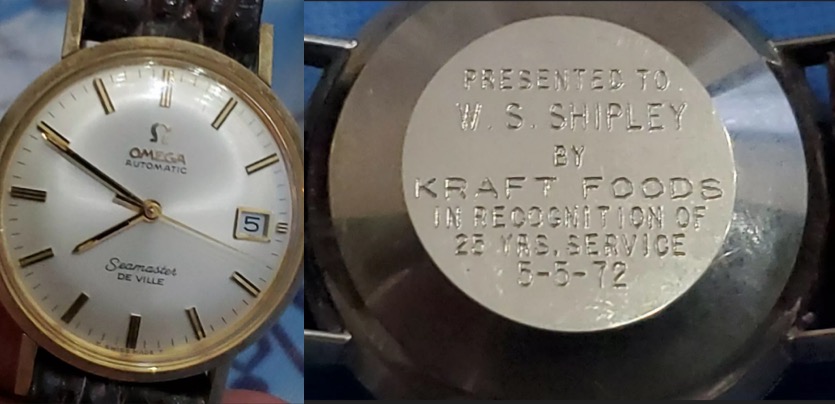 Ω
OMEGA
AUTOMATIC
5
Seamaster
DE VILLE
PRESENTED TO
W. S. SHIPLEY
BY
KRAFT FOODS
IN RECOGNITION OF
25 YRS. SERVICE
5-5-72